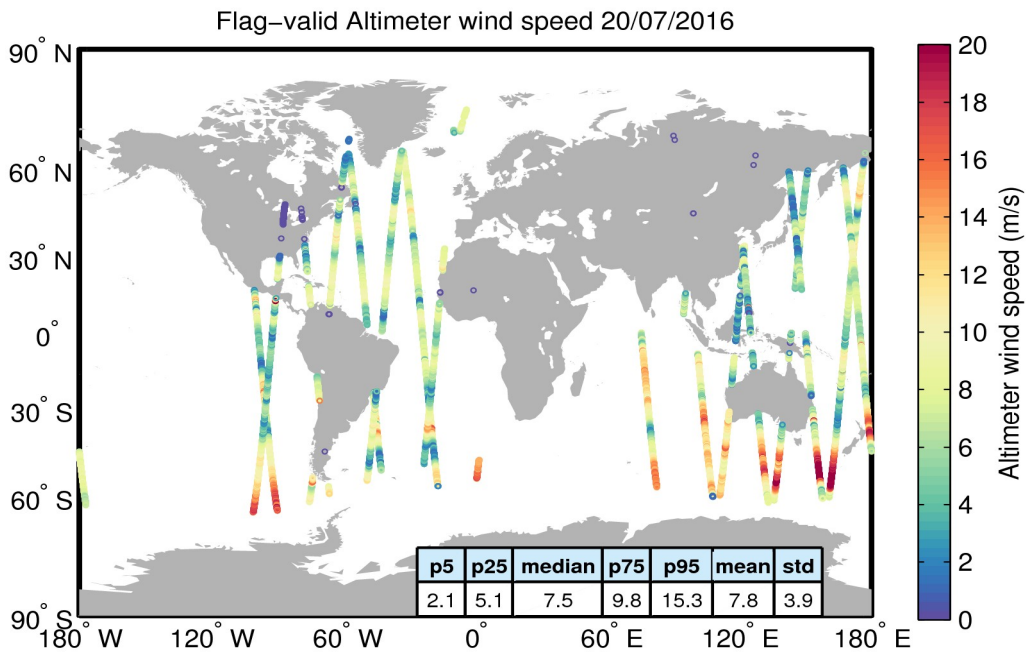 Flag−valid Altimeter wind speed 20/07/2016
90° N
60° N
30° N
0°
30° S
60° S
90° S
180° W
120° W
60° W
0°
60° E
120° E
180° E
p5 p25 median p75 p95 mean std
2.1 5.1 7.5 9.8 15.3 7.8 3.9
20
18
16
14
12
10
8
6
4
2
0
Altimeter wind speed (m/s)